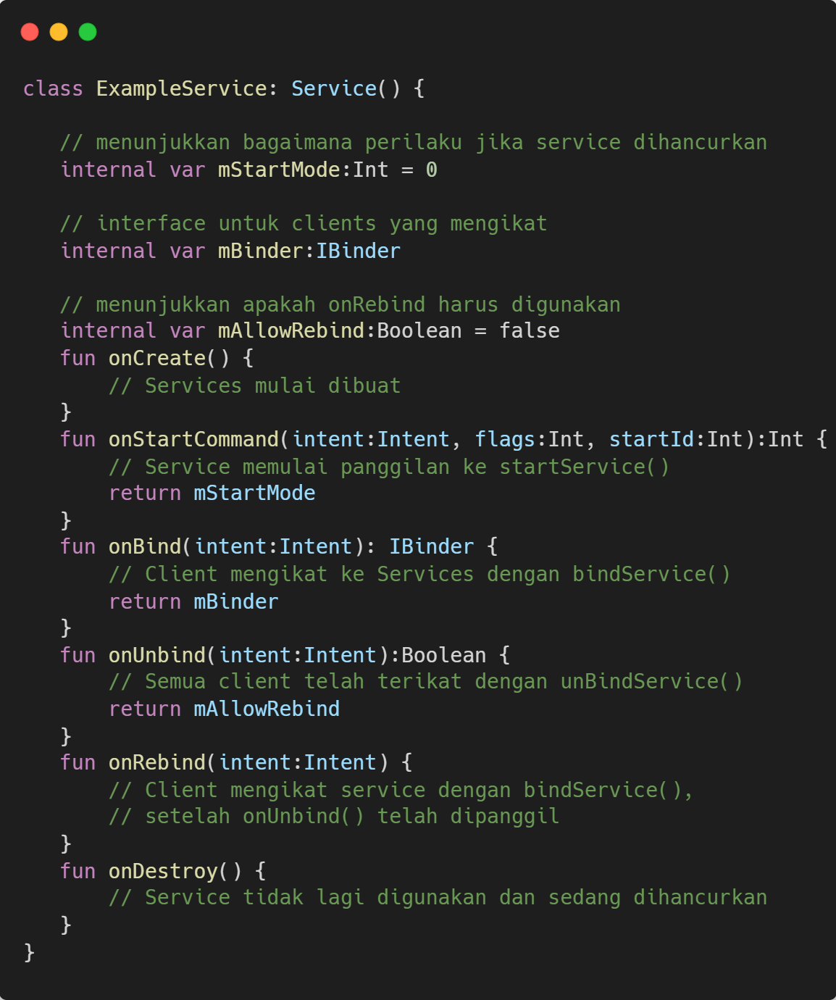 class ExampleService: Service() {
// menunjukkan bagaimana perilaku jika service dihancurkan
internal var mStartMode:Int = 0
// interface untuk clients yang mengikat
internal var mBinder:IBinder
// menunjukkan apakah onRebind harus digunakan
internal var mAllowRebind:Boolean = false
fun onCreate() {
// Services mulai dibuat
}
fun onStartCommand(intent:Intent, flags:Int, startId:Int):Int {
// Service memulai panggilan ke startService()
return mStartMode
}
fun onBind(intent:Intent): IBinder {
// Client mengikat ke Services dengan bindService()
return mBinder
}
fun onUnbind(intent:Intent):Boolean {
// Semua client telah terikat dengan unBindService()
return mAllowRebind
}
fun onRebind(intent:Intent) {
// Client mengikat service dengan bindService(),
// setelah onUnbind() telah dipanggil
}
fun onDestroy() {
// Service tidak lagi digunakan dan sedang dihancurkan
}
}